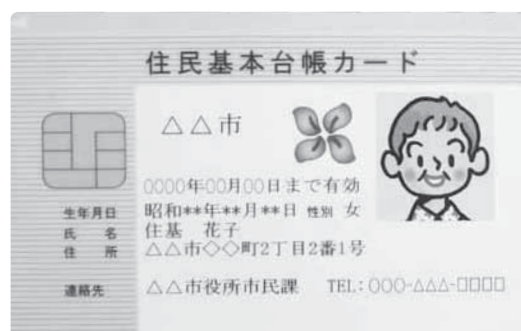 住民基本台帳カード
△△市
0000年00月00日まで有効
生年月日 昭和**年**月**日 性別 女
氏名 住基 花子
住所 △△市◇◇町2丁目2番1号
連絡先 △△市役所市民課 TEL:000-△△△-□□□□